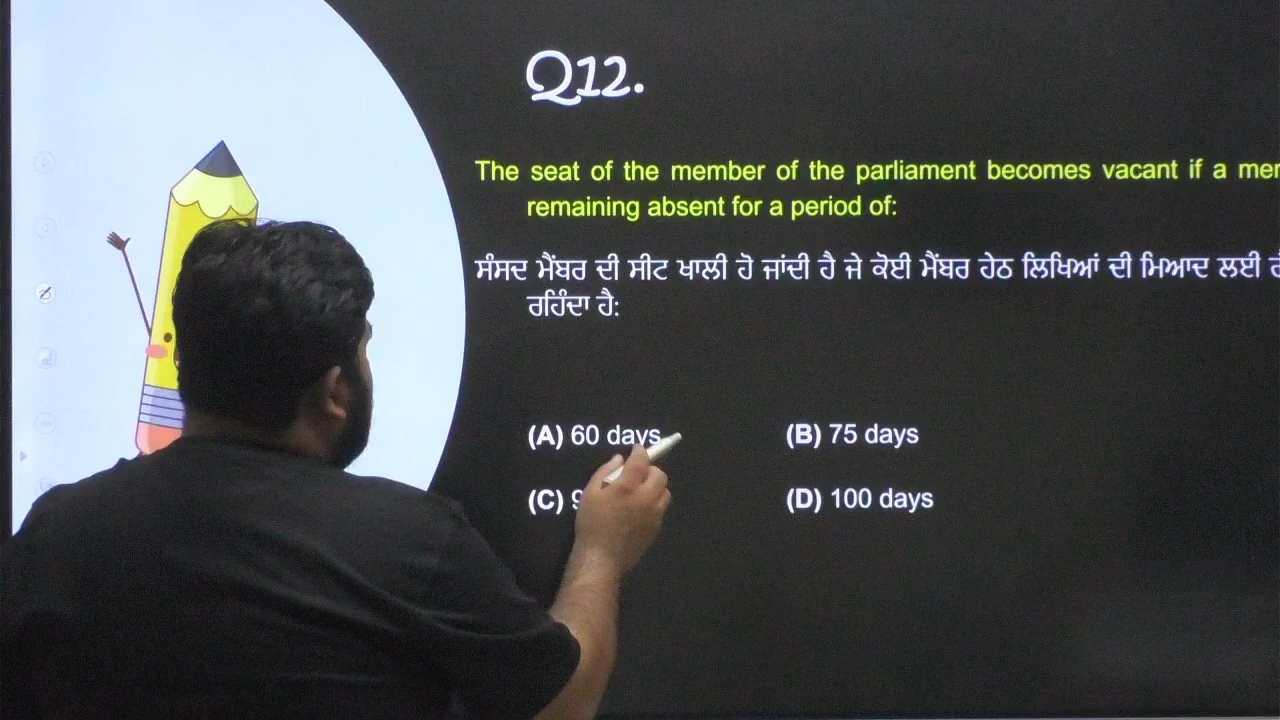 Q12.
The seat of the member of the parliament becomes vacant if a
remaining absent for a period of:
ਸੰਸਦ ਮੈਂਬਰ ਦੀ ਸੀਟ ਖਾਲੀ ਹੋ ਜਾਂਦੀ ਹੈ ਜੇ ਕੋਈ ਮੈਂਬਰ ਹੇਠ ਲਿਖਿਆਂ ਦੀ ਮਿਆਦ ਲਈ
ਰਹਿੰਦਾ ਹੈ:
(A) 60 days (B) 75 days
(C) (D) 100 days